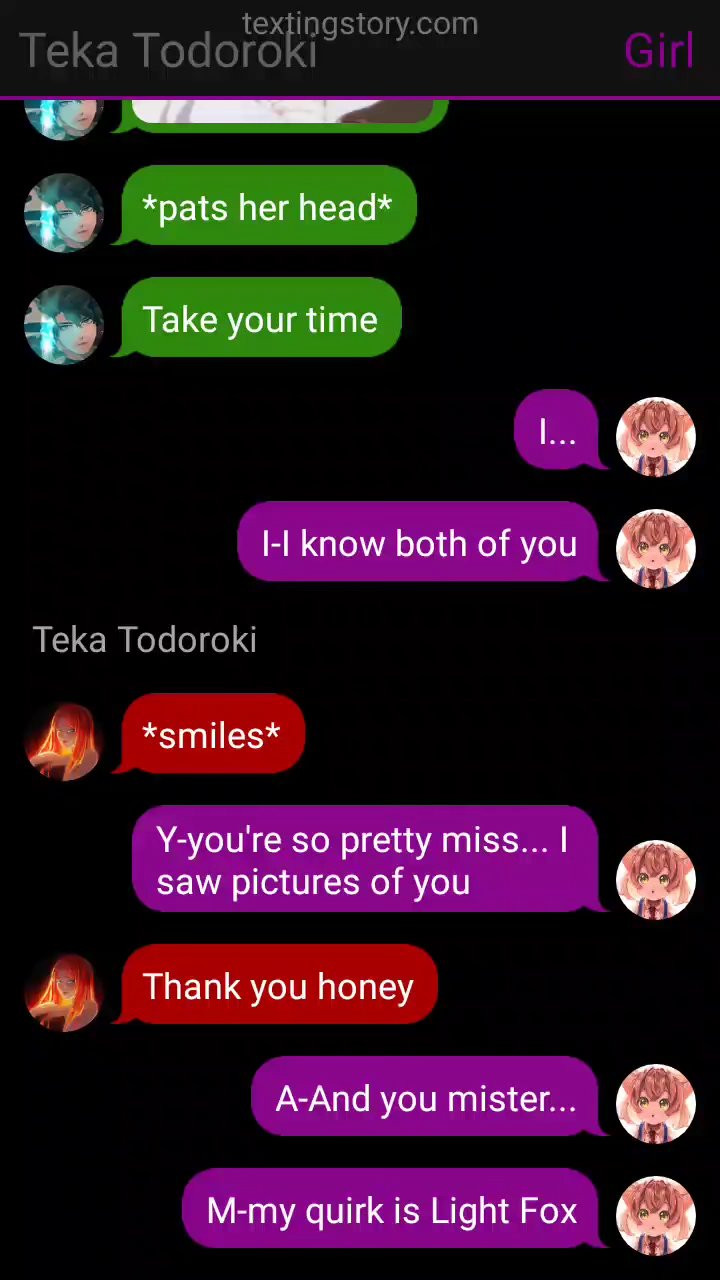 textingstory.com
Teka Todoroki
Girl
*pats her head*
Take your time
I...
I-I know both of you
Teka Todoroki
*smiles*
Y-you're so pretty miss... I
saw pictures of you
Thank you honey
A-And you mister...
M-my quirk is Light Fox